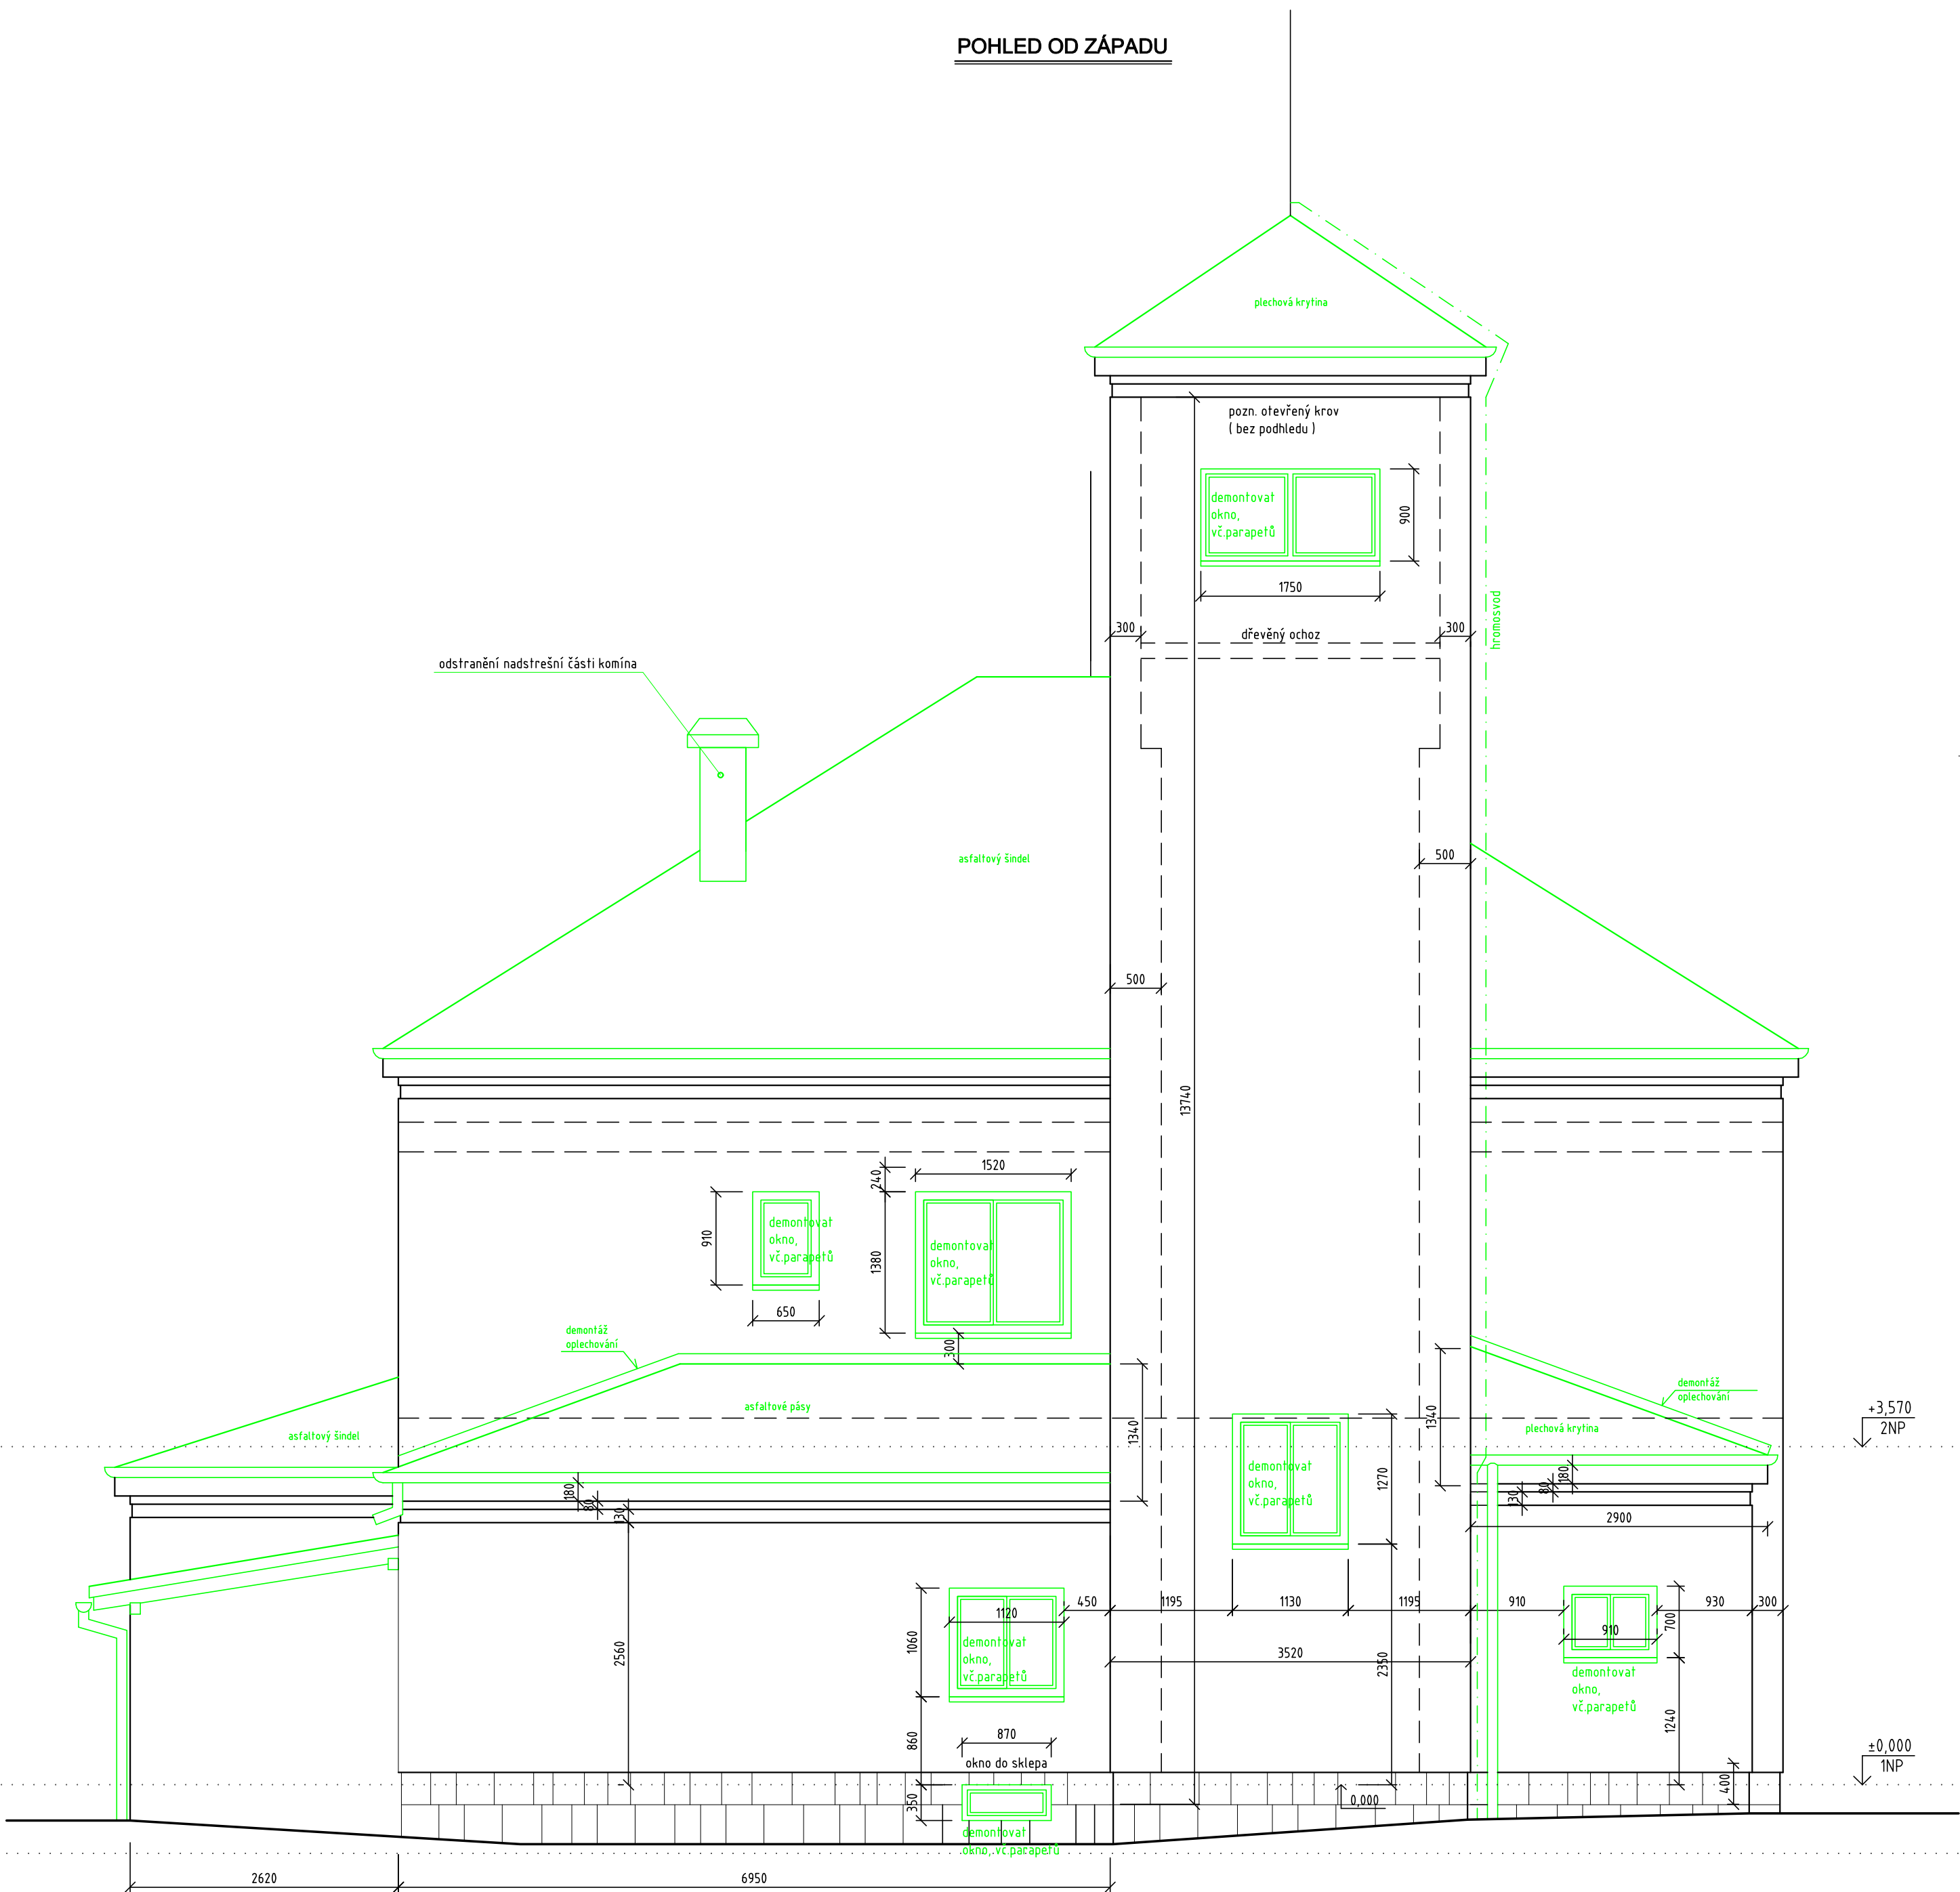 POHLED OD ZÁPADU
plechová krytina
pozn. otevřený krov
( bez podhledu )
demontovat
okno,
vč.parapetů
900
1750
hromosvod
300
dřevěný ochoz
300
odstranění nadstrešní části komína
asfaltový šindel
500
500
13740
240
1520
910
demontovat
okno,
vč.parapetů
1380
demontovat
okno,
vč.parapetů
650
demontáž
oplechování
300
demontáž
oplechování
asfaltové pásy
1340
1340
+3,570
2NP
asfaltový šindel
plechová krytina
demontovat
okno,
vč.parapetů
1270
180
80
130
180
80
130
2900
450
1195
1130
1195
910
930
300
1120
1060
demontovat
okno,
vč.parapetů
910
700
2560
3520
2350
demontovat
okno,
vč.parapetů
1240
860
870
okno do sklepa
±0,000
1NP
350
0,000
400
demontovat
okno, vč.parapetů
2620
6950